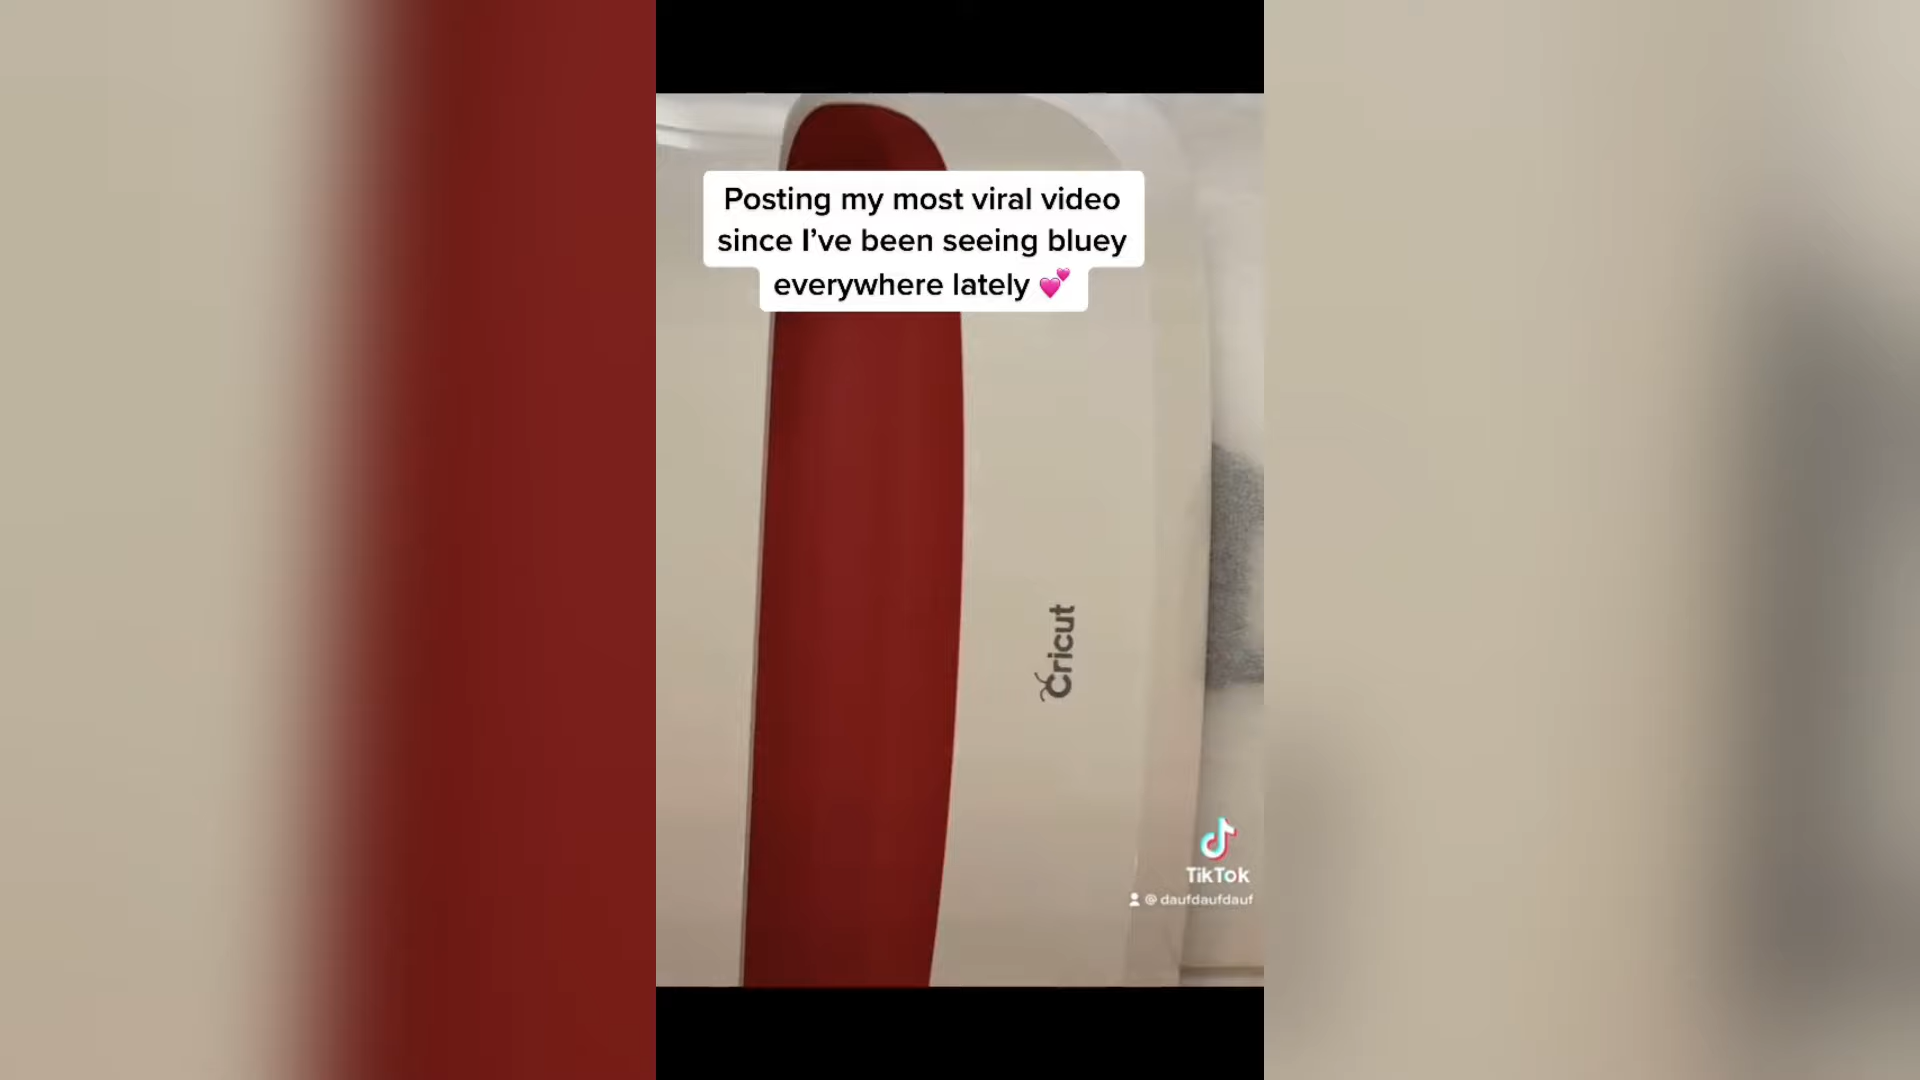 Posting my most viral video
since I’ve been seeing bluey
everywhere lately 💕
Cricut
TikTok
@ daufdaufdauf